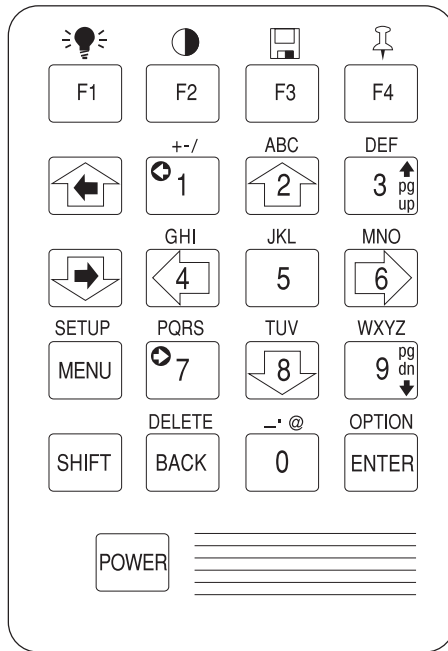 F1 F2 F3 F4
+-/ ABC DEF
1 2 3 pg up
GHI JKL MNO
4 5 6
SETUP PQRS TUV WXYZ
MENU 7 8 9 pg dn
DELETE _· @ OPTION
SHIFT BACK 0 ENTER
POWER